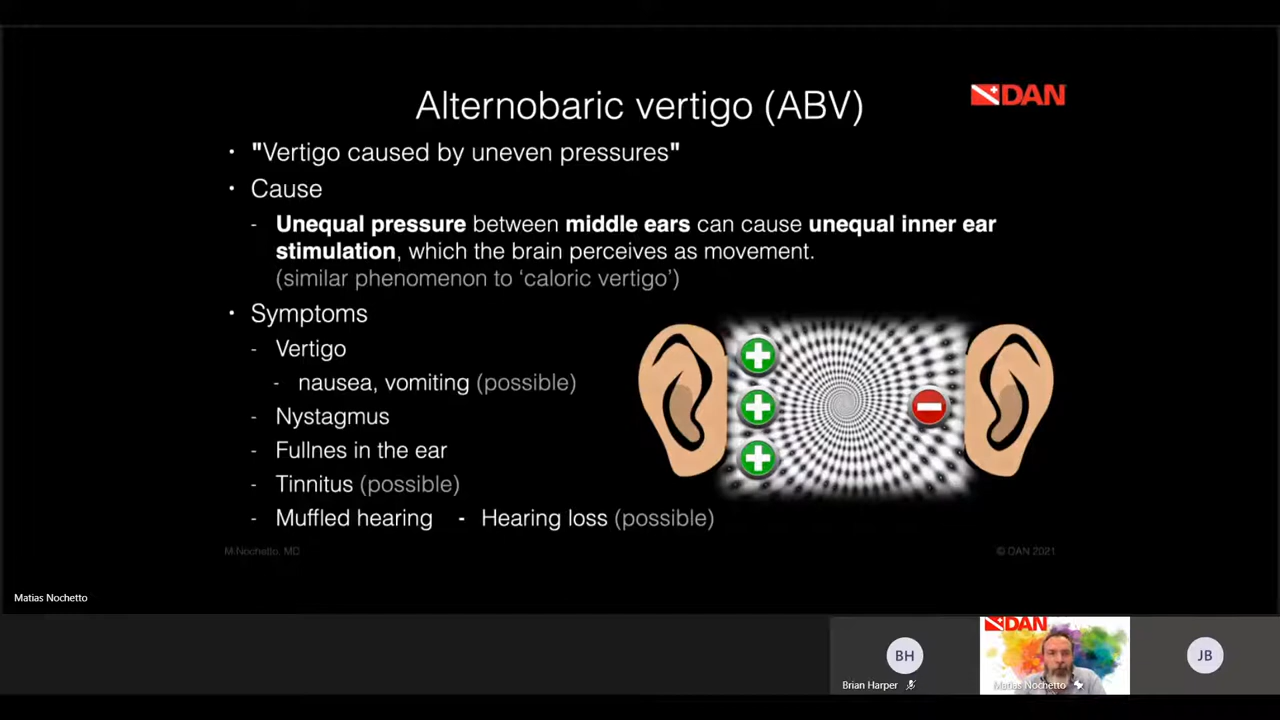 Alternobaric vertigo (ABV)
DAN
• "Vertigo caused by uneven pressures"
• Cause
- Unequal pressure between middle ears can cause unequal inner ear
stimulation, which the brain perceives as movement.
(similar phenomenon to ‘caloric vertigo’)
• Symptoms
- Vertigo
- nausea, vomiting (possible)
- Nystagmus
- Fullnes in the ear
- Tinnitus (possible)
- Muffled hearing - Hearing loss (possible)
M.Nochetto, MD
© DAN 2021
Matias Nochetto
DAN
BH
JB
Brian Harper
Matias Nochetto